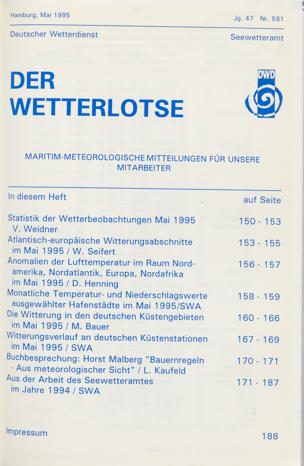 Hamburg, Mai 1995 Jg. 47 Nr. 581
Deutscher Wetterdienst Seewetteramt
DER
WETTERLOTSE
DWD
MARITIM-METEOROLOGISCHE MITTEILUNGEN FÜR UNSERE
MITARBEITER
In diesem Heft auf Seite
Statistik der Wetterbeobachtungen Mai 1995 150 - 153
V. Weidner
Atlantisch-europäische Witterungsabschnitte 153 - 155
im Mai 1995 / W. Seifert
Anomalien der Lufttemperatur im Raum Nord- 156 - 157
amerika, Nordatlantik, Europa, Nordafrika
im Mai 1995 / D. Henning
Monatliche Temperatur- und Niederschlagswerte 158 - 159
ausgewählter Hafenstädte im Mai 1995/SWA
Die Witterung in den deutschen Küstengebieten 160 - 166
im Mai 1995 / M. Bauer
Witterungsverlauf an deutschen Küstenstationen 167 - 169
im Mai 1995 / SWA
Buchbesprechung: Horst Malberg "Bauernregeln 170 - 171
- Aus meteorologischer Sicht" / L. Kaufeld
Aus der Arbeit des Seewetteramtes 171 - 187
im Jahre 1994 / SWA
Impressum 188